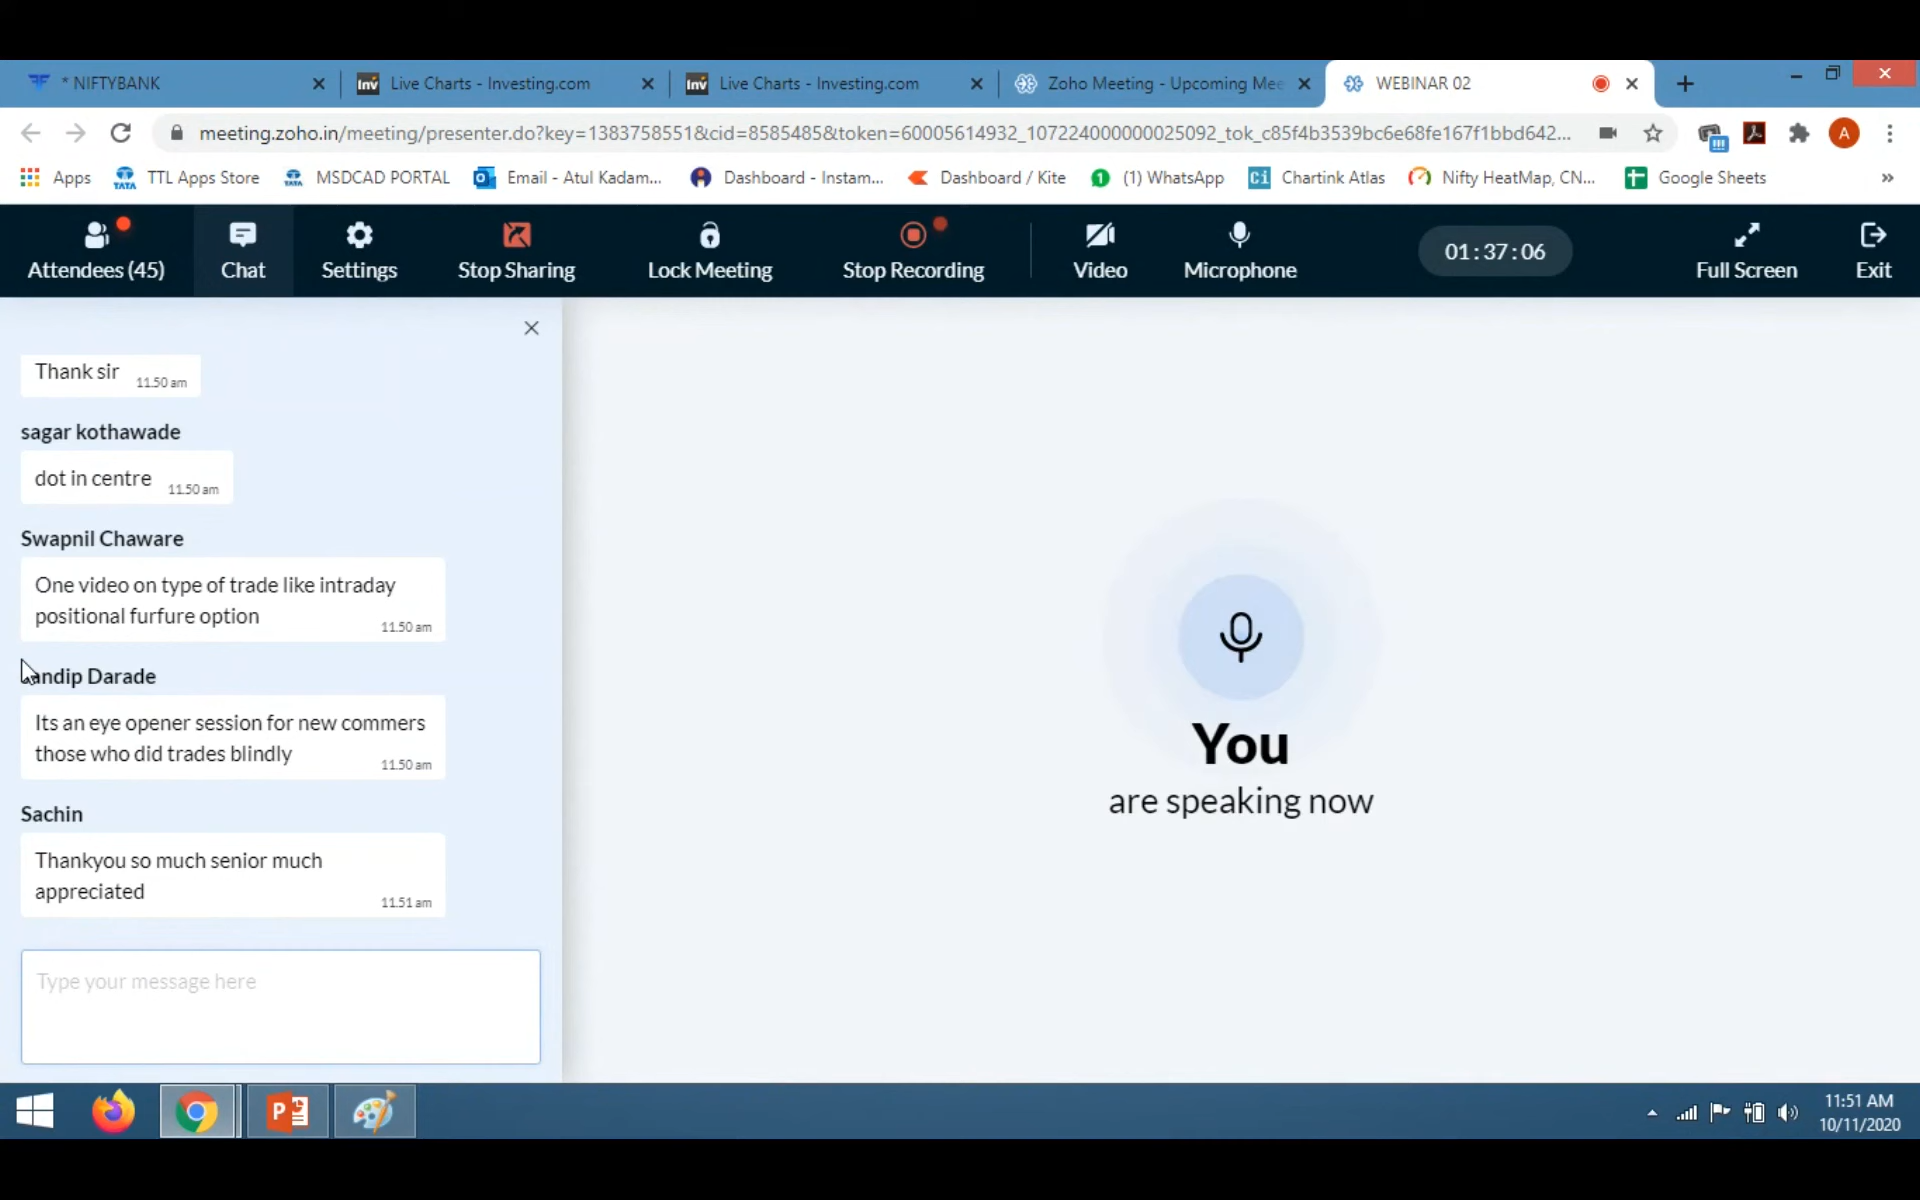 * NIFTYBANK
Live Charts - Investing.com
Live Charts - Investing.com
Zoho Meeting - Upcoming Mee
WEBINAR 02
meeting.zoho.in/meeting/presenter.do?key=1383758551&cid=8585485&token=60005614932_107224000000025092_tok_c85f4b3539bc6e68fe167f1bbd642...
A
Apps
TTL Apps Store
MSDCAD PORTAL
Email - Atul Kadam...
Dashboard - Instam...
Dashboard / Kite
(1) WhatsApp
Chartink Atlas
Nifty HeatMap, CN...
Google Sheets
Attendees (45)
Chat
Settings
Stop Sharing
Lock Meeting
Stop Recording
Video
Microphone
01:37:06
Full Screen
Exit
Thank sir
11.50 am
sagar kothawade
dot in centre
11.50 am
Swapnil Chaware
One video on type of trade like intraday
positional furfure option
11.50 am
andip Darade
Its an eye opener session for new commers
those who did trades blindly
11.50 am
Sachin
Thankyou so much senior much
appreciated
11.51 am
Type your message here
You
are speaking now
11:51 AM
10/11/2020